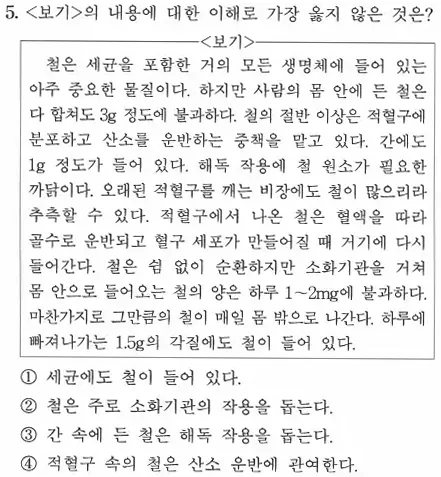 5. <보기>의 내용에 대한 이해로 가장 옳지 않은 것은?
<보기>
철은 세균을 포함한 거의 모든 생명체에 들어 있는
아주 중요한 물질이다. 하지만 사람의 몸 안에 든 철은
다 합쳐도 3g 정도에 불과하다. 철의 절반 이상은 적혈구에
분포하고 산소를 운반하는 중책을 맡고 있다. 간에도
1g 정도가 들어 있다. 해독 작용에 철 원소가 필요한
까닭이다. 오래된 적혈구를 깨는 비장에도 철이 많으리라
추측할 수 있다. 적혈구에서 나온 철은 혈액을 따라
골수로 운반되고 혈구 세포가 만들어질 때 거기에 다시
들어간다. 철은 쉼 없이 순환하지만 소화기관을 거쳐
몸 안으로 들어오는 철의 양은 하루 1~2mg에 불과하다.
마찬가지로 그만큼의 철이 매일 몸 밖으로 나간다. 하루에
빠져나가는 1.5g의 각질에도 철이 들어 있다.
① 세균에도 철이 들어 있다.
② 철은 주로 소화기관의 작용을 돕는다.
③ 간 속에 든 철은 해독 작용을 돕는다.
④ 적혈구 속의 철은 산소 운반에 관여한다.